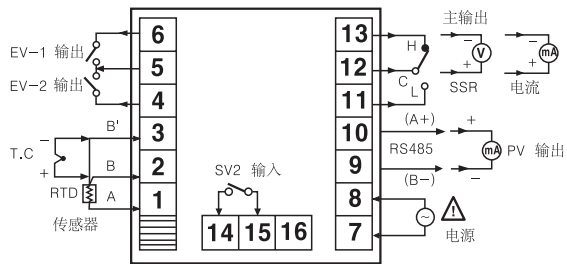 EV-1 输出
EV-2 输出
6
5
4
3
2
1
B'
B
A
T.C
−
+
RTD
传感器
SV2 输入
14 15 16
13
12
11
10
9
8
7
H
C
L
主输出
−
V
+
SSR
−
mA
+
电流
(A+)
RS485
(B−)
+
mA
−
PV 输出
~
电源